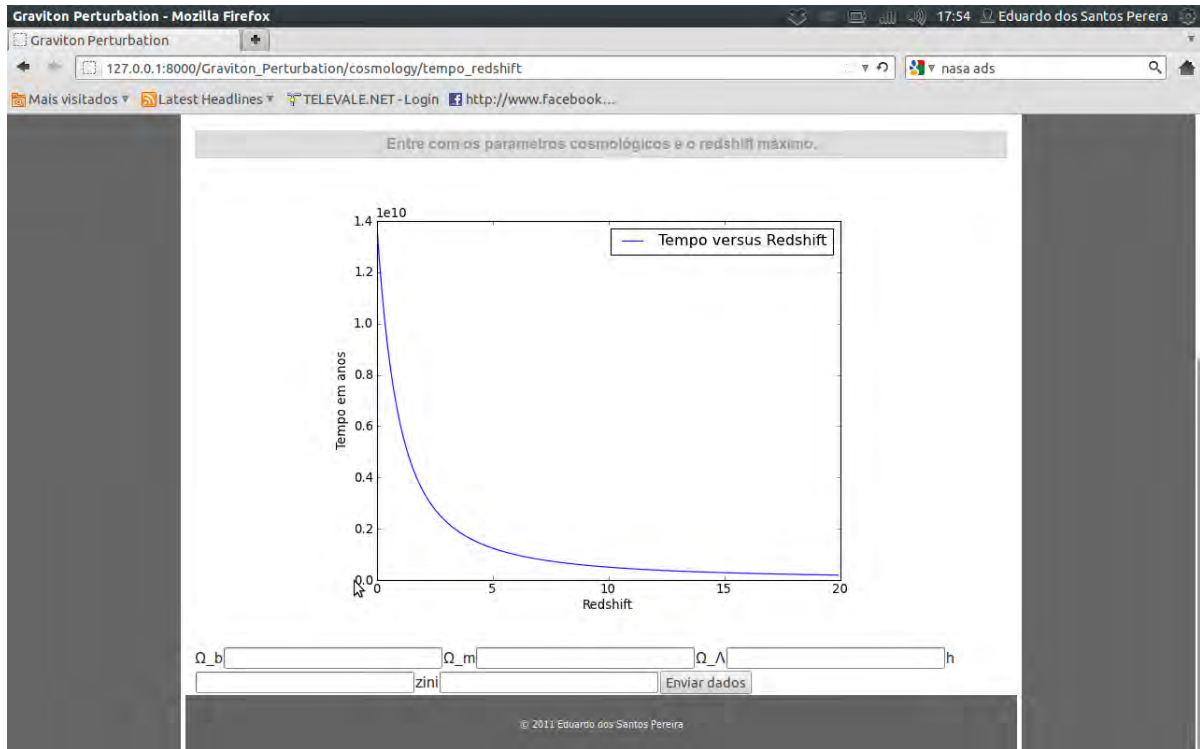 Graviton Perturbation - Mozilla Firefox
17:54 Eduardo dos Santos Perera
Graviton Perturbation
127.0.0.1:8000/Graviton_Perturbation/cosmology/tempo_redshift
nasa ads
Mais visitados
Latest Headlines
TELEVALE.NET - Login
http://www.facebook...
Entre com os parametros cosmológicos e o redshift máximo.
1e10
1.4
Tempo versus Redshift
1.2
1.0
0.8
0.6
0.4
0.2
0.0
Tempo em anos
0 5 10 15 20
Redshift
Ω_b Ω_m Ω_Λ h
zini Enviar dados
© 2011 Eduardo dos Santos Pereira